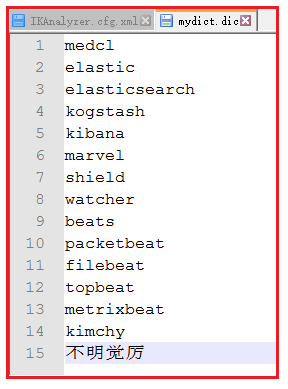 IKAnalyzer.cfg.xml mydict.dic
1 medcl
2 elastic
3 elasticsearch
4 kogstash
5 kibana
6 marvel
7 shield
8 watcher
9 beats
10 packetbeat
11 filebeat
12 topbeat
13 metrixbeat
14 kimchy
15 不明觉厉